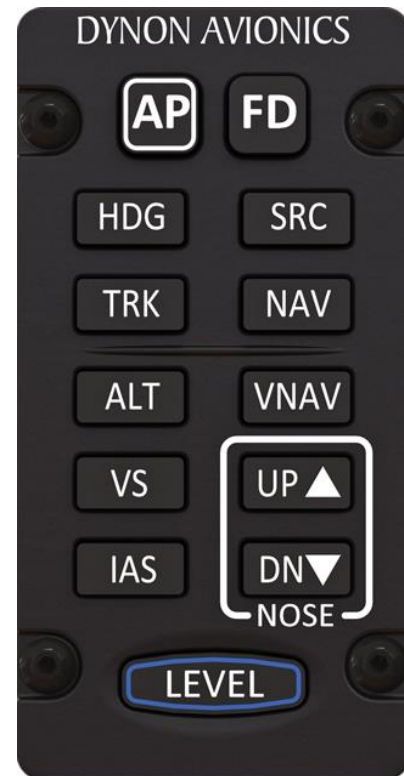 DYNON AVIONICS
AP FD
HDG SRC
TRK NAV
ALT VNAV
VS UP▲
IAS DN▼
NOSE
LEVEL